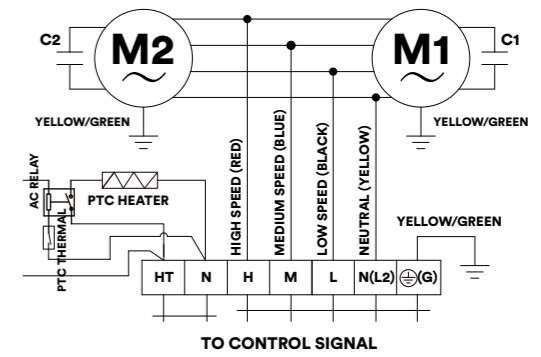 C2
M2
M1
C1
YELLOW/GREEN
YELLOW/GREEN
AC RELAY
PTC HEATER
PTC THERMAL
HIGH SPEED (RED)
MEDIUM SPEED (BLUE)
LOW SPEED (BLACK)
NEUTRAL (YELLOW)
YELLOW/GREEN
HT N H M L N(L2) (G)
TO CONTROL SIGNAL